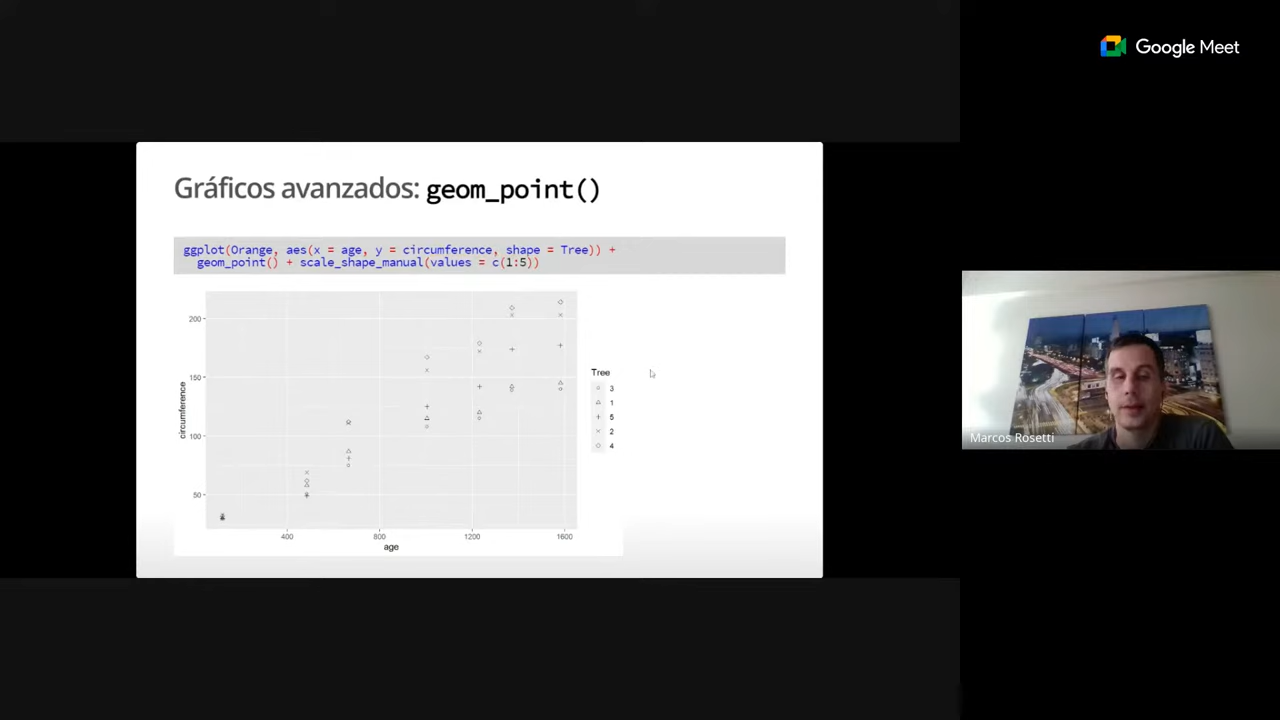 Google Meet
Gráficos avanzados: geom_point()
ggplot(Orange, aes(x = age, y = circumference, shape = Tree)) +
geom_point() + scale_shape_manual(values = c(1:5))
200
150
100
50
circumference
400 800 1200 1600
age
Tree
3
1
5
2
4
Marcos Rosetti